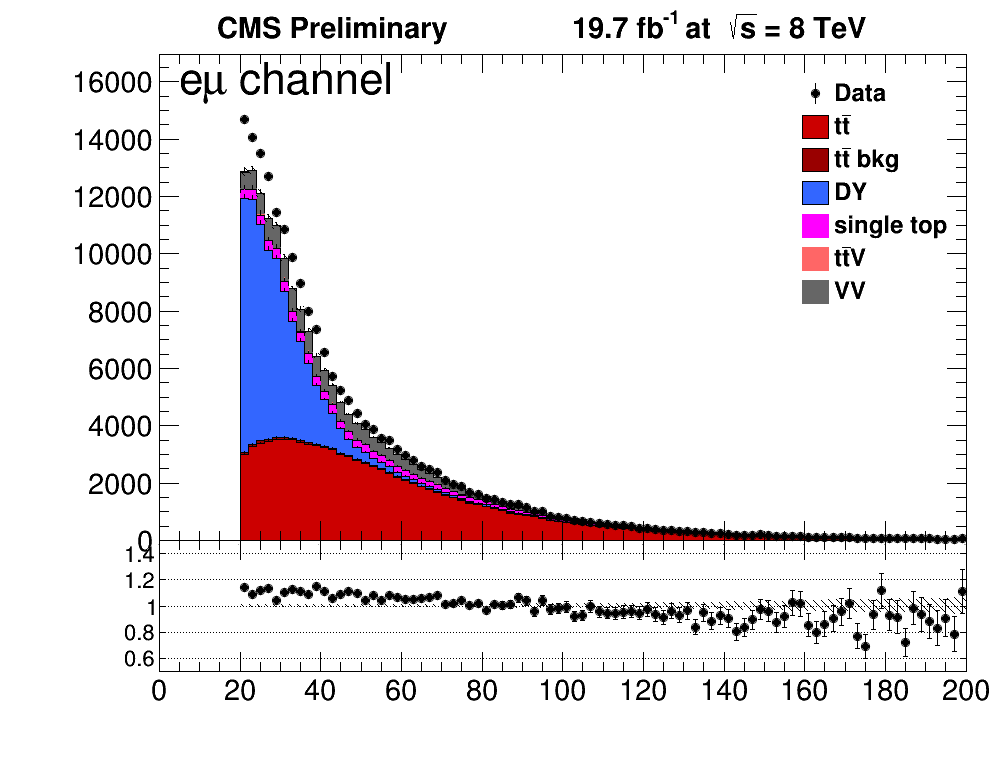 CMS Preliminary 19.7 fb⁻¹ at √s = 8 TeV
eμ channel
16000
14000
12000
10000
8000
6000
4000
2000
0
Data
tt̄
tt̄ bkg
DY
single top
tt̄V
VV
1.4
1.2
1
0.8
0.6
0 20 40 60 80 100 120 140 160 180 200